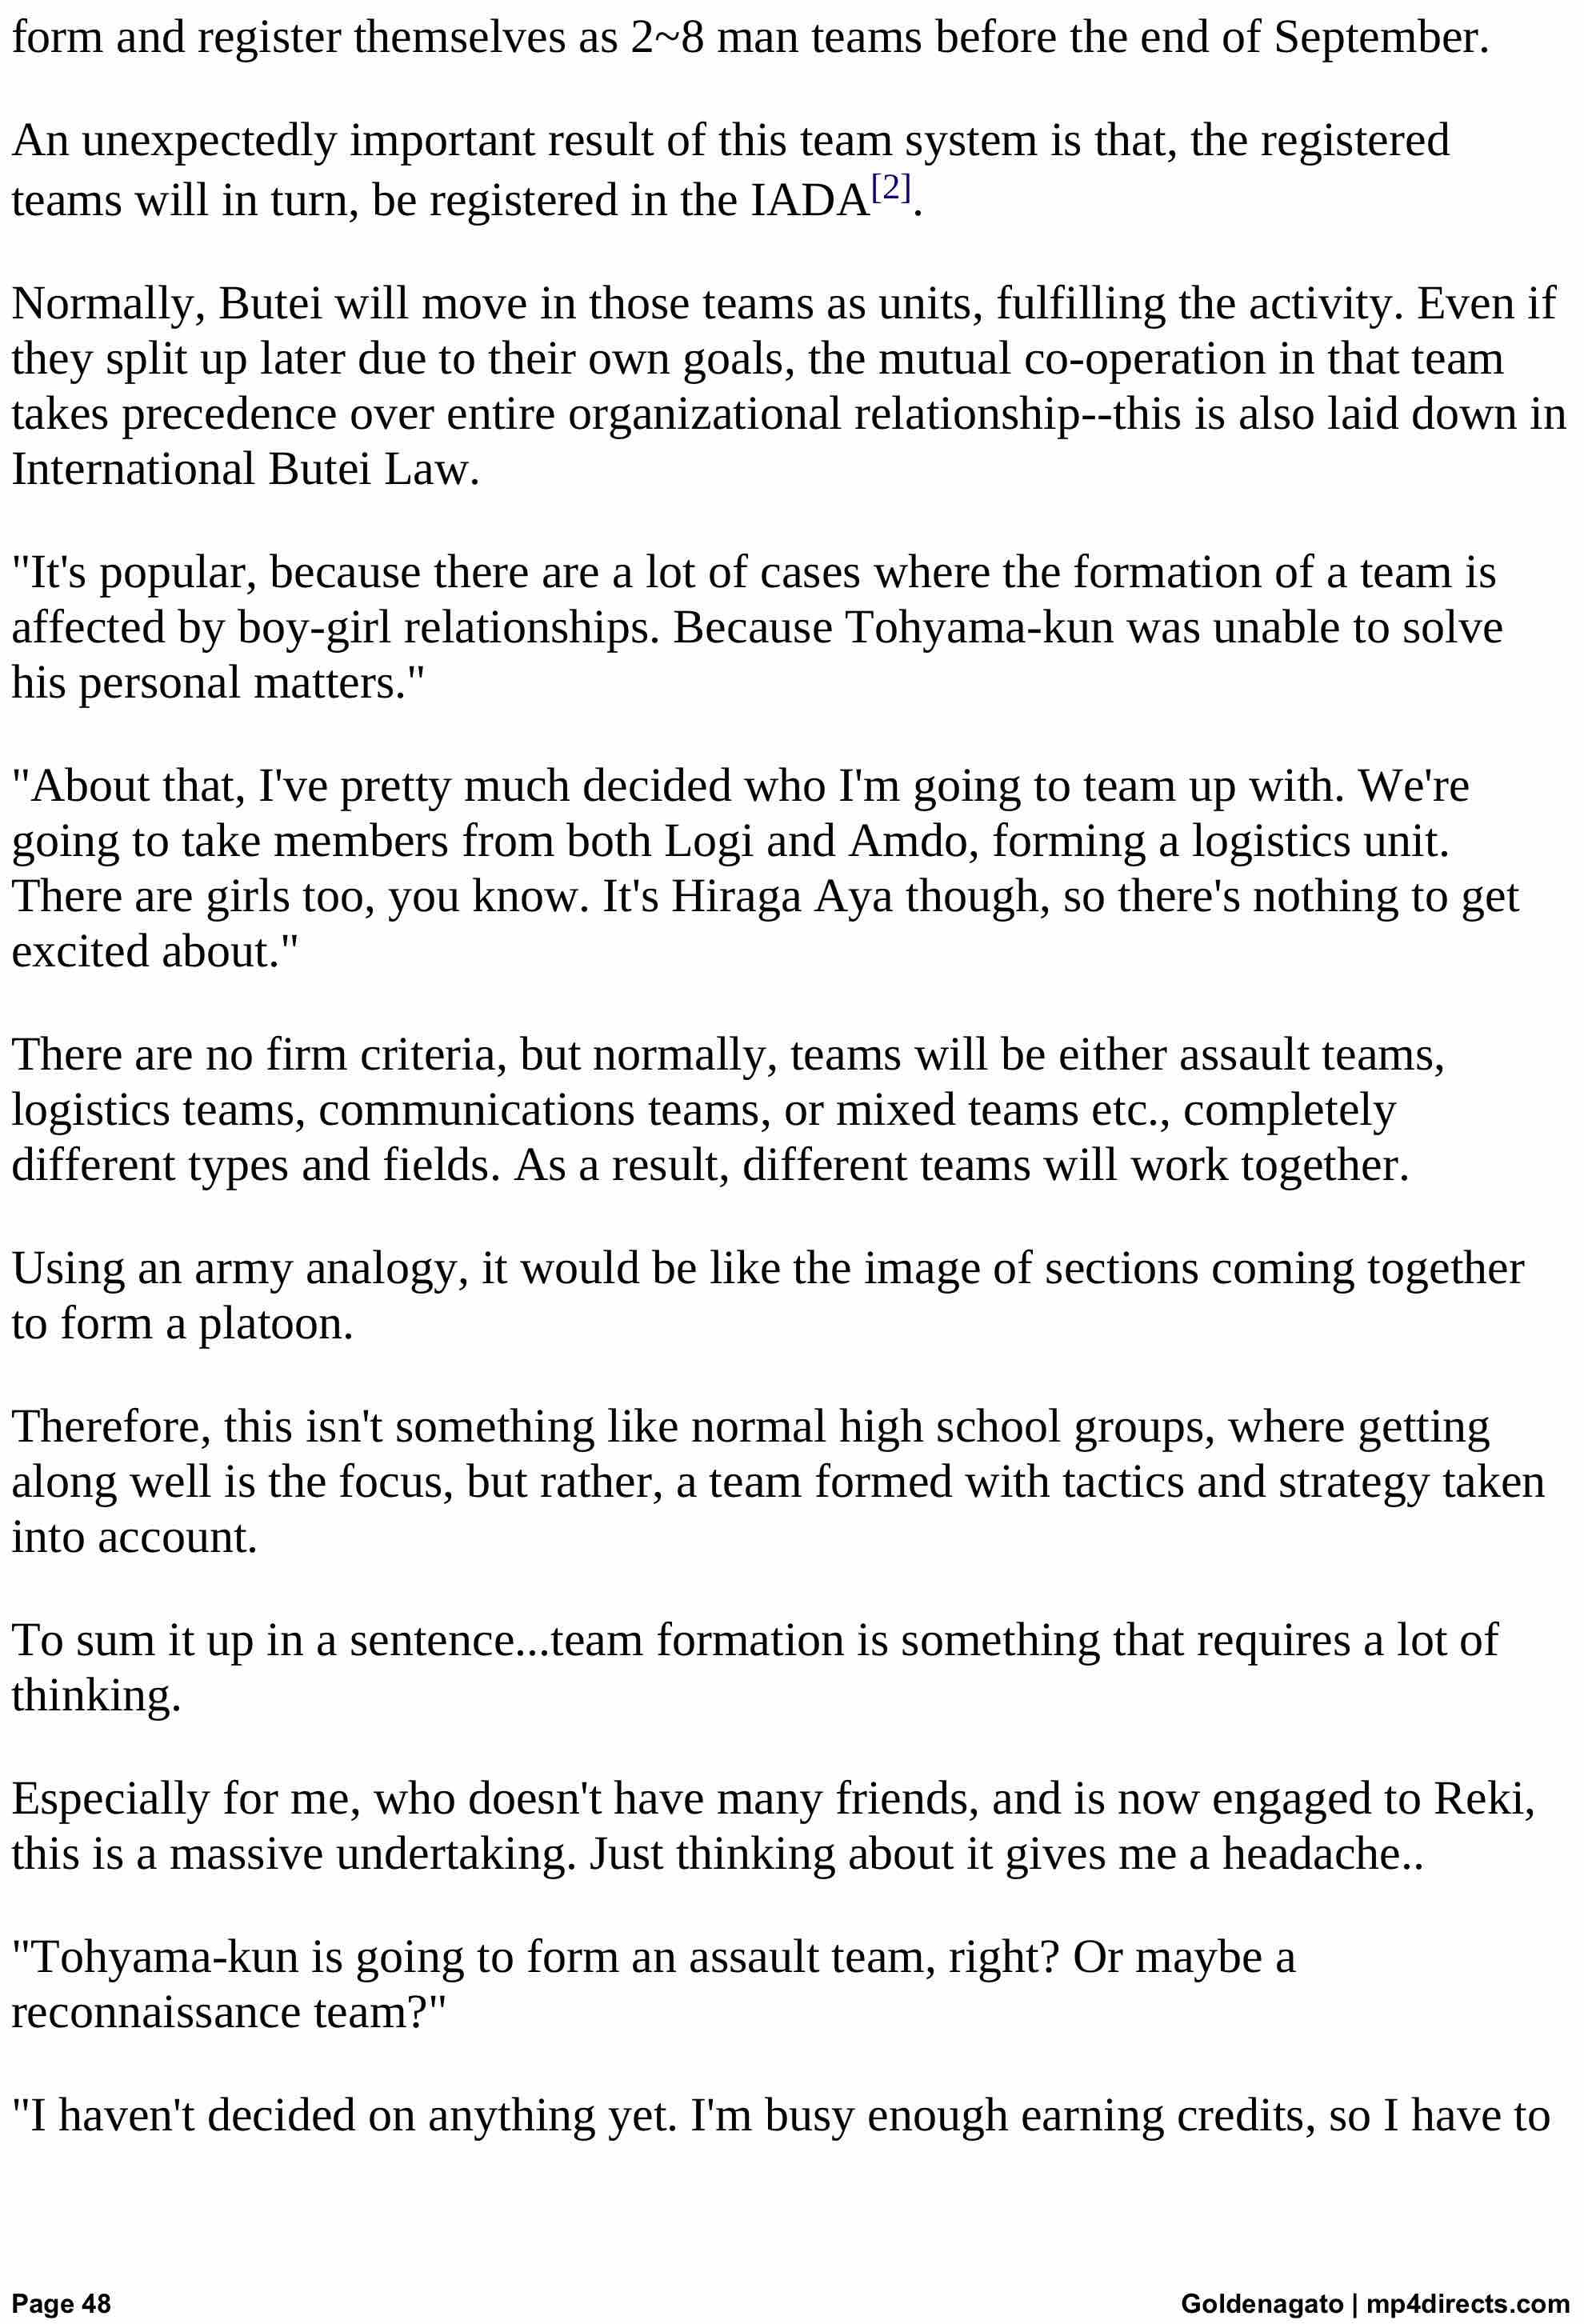 form and register themselves as 2~8 man teams before the end of September.
An unexpectedly important result of this team system is that, the registered
teams will in turn, be registered in the IADA[2].
Normally, Butei will move in those teams as units, fulfilling the activity. Even if
they split up later due to their own goals, the mutual co-operation in that team
takes precedence over entire organizational relationship--this is also laid down in
International Butei Law.
"It's popular, because there are a lot of cases where the formation of a team is
affected by boy-girl relationships. Because Tohyama-kun was unable to solve
his personal matters."
"About that, I've pretty much decided who I'm going to team up with. We're
going to take members from both Logi and Amdo, forming a logistics unit.
There are girls too, you know. It's Hiraga Aya though, so there's nothing to get
excited about."
There are no firm criteria, but normally, teams will be either assault teams,
logistics teams, communications teams, or mixed teams etc., completely
different types and fields. As a result, different teams will work together.
Using an army analogy, it would be like the image of sections coming together
to form a platoon.
Therefore, this isn't something like normal high school groups, where getting
along well is the focus, but rather, a team formed with tactics and strategy taken
into account.
To sum it up in a sentence...team formation is something that requires a lot of
thinking.
Especially for me, who doesn't have many friends, and is now engaged to Reki,
this is a massive undertaking. Just thinking about it gives me a headache..
"Tohyama-kun is going to form an assault team, right? Or maybe a
reconnaissance team?"
"I haven't decided on anything yet. I'm busy enough earning credits, so I have to
Page 48
Goldenagato | mp4directs.com